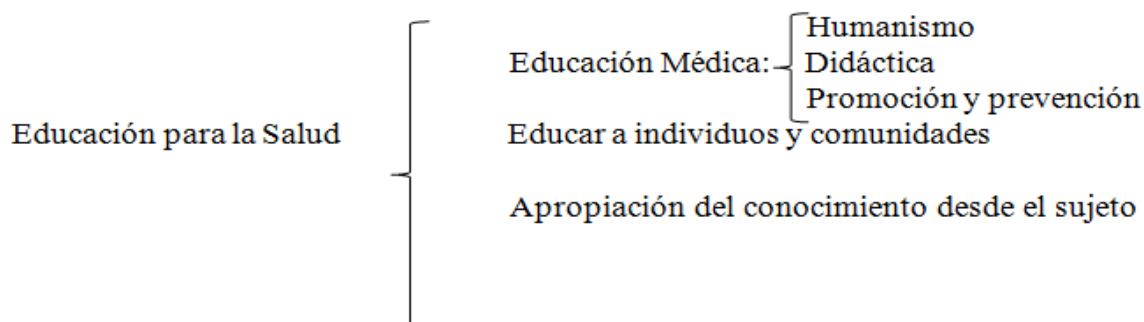 Humanismo
Educación Médica: Didáctica
Promoción y prevención
Educación para la Salud Educar a individuos y comunidades
Apropiación del conocimiento desde el sujeto